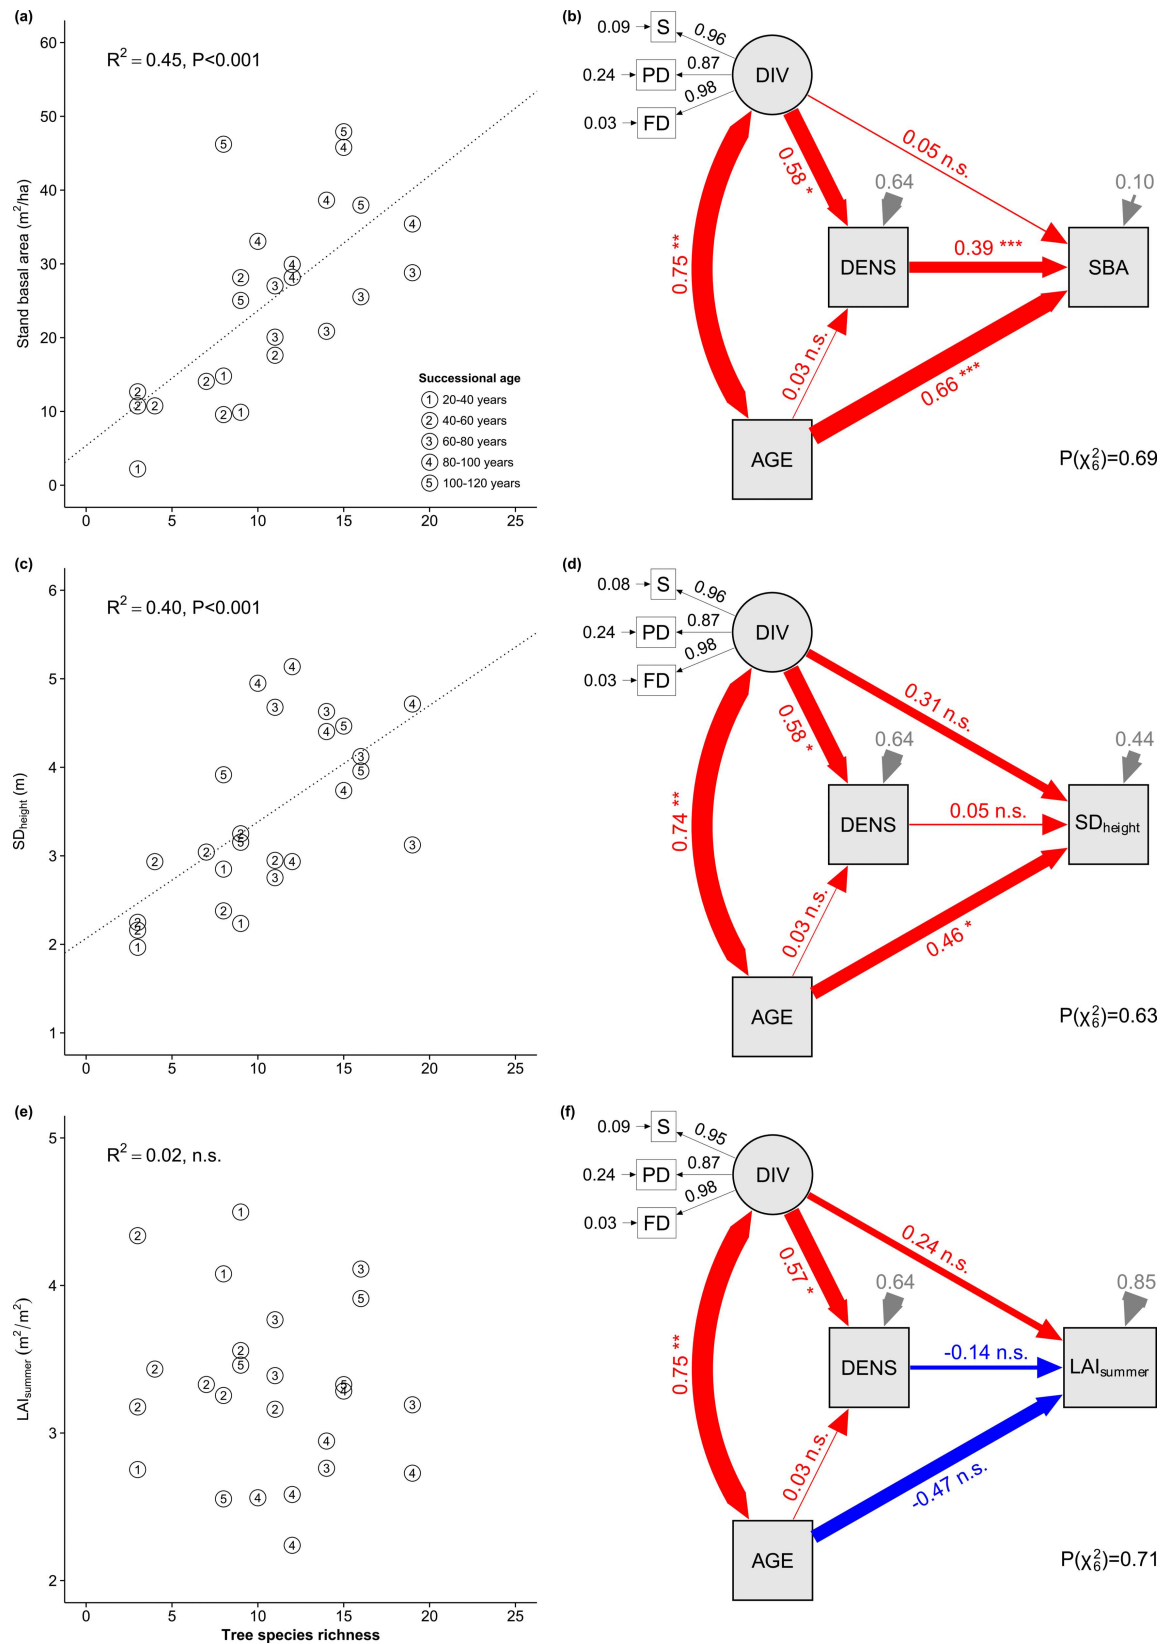 (a)
R² = 0.45, P<0.001
Stand basal area (m²/ha)
60
50
40
30
20
10
0
0 5 10 15 20 25
Successional age
1 20-40 years
2 40-60 years
3 60-80 years
4 80-100 years
5 100-120 years
(b)
0.09 S 0.96
0.24 PD 0.87
0.03 FD 0.98
DIV
0.05 n.s.
0.58 *
0.64
0.10
0.75 **
DENS
0.39 ***
SBA
0.03 n.s.
0.66 ***
AGE
P(χ²₆)=0.69
(c)
R² = 0.40, P<0.001
SDheight (m)
6
5
4
3
2
1
0 5 10 15 20 25
(d)
0.08 S 0.96
0.24 PD 0.87
0.03 FD 0.98
DIV
0.31 n.s.
0.58 *
0.64
0.44
0.74 **
DENS
0.05 n.s.
SDheight
0.03 n.s.
0.46 *
AGE
P(χ²₆)=0.63
(e)
R² = 0.02, n.s.
LAIsummer (m²/m²)
5
4
3
2
0 5 10 15 20 25
Tree species richness
(f)
0.09 S 0.95
0.24 PD 0.87
0.03 FD 0.98
DIV
0.24 n.s.
0.57 *
0.64
0.85
0.75 **
DENS
-0.14 n.s.
LAIsummer
0.03 n.s.
-0.47 n.s.
AGE
P(χ²₆)=0.71